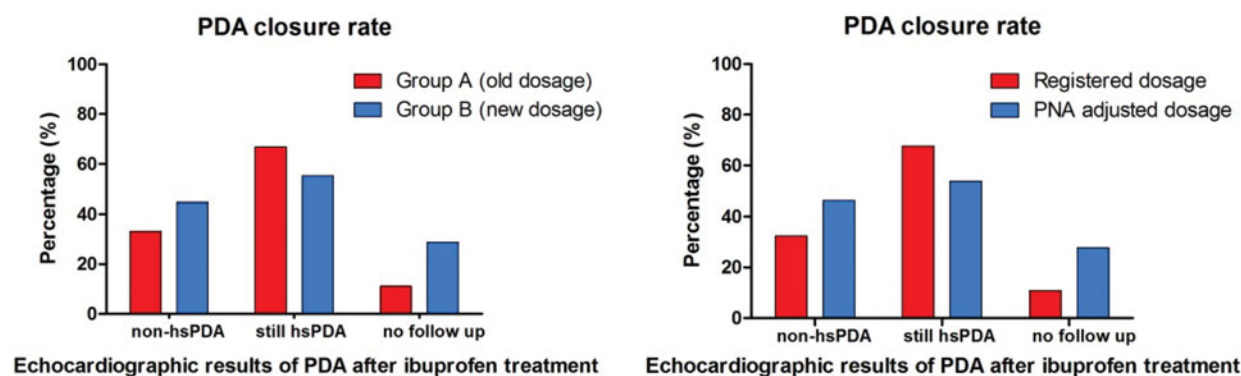 PDA closure rate
Group A (old dosage)
Group B (new dosage)
Percentage (%)
100
80
60
40
20
0
non-hsPDA still hsPDA no follow up
Echocardiographic results of PDA after ibuprofen treatment
PDA closure rate
Registered dosage
PNA adjusted dosage
Percentage (%)
100
80
60
40
20
0
non-hsPDA still hsPDA no follow up
Echocardiographic results of PDA after ibuprofen treatment